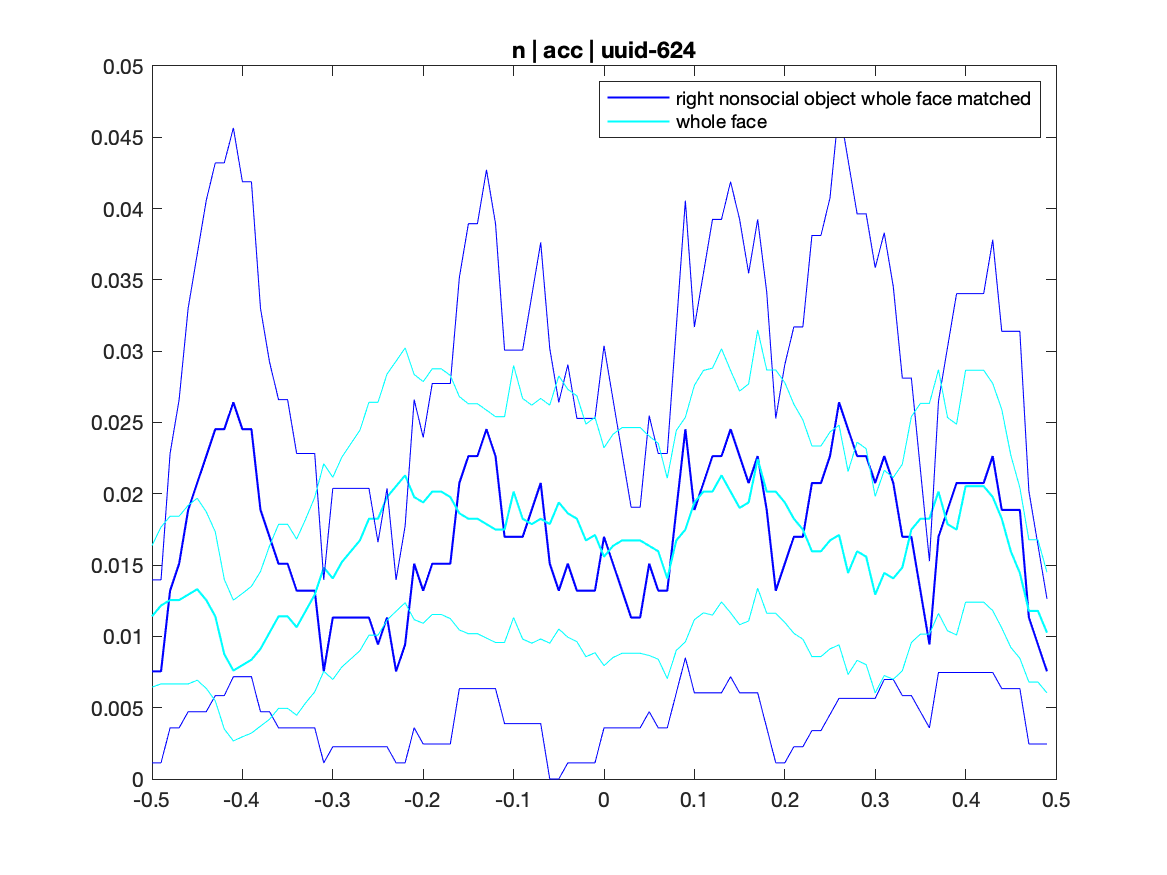 n | acc | uuid-624
right nonsocial object whole face matched
whole face
0.05
0.045
0.04
0.035
0.03
0.025
0.02
0.015
0.01
0.005
0
-0.5 -0.4 -0.3 -0.2 -0.1 0 0.1 0.2 0.3 0.4 0.5